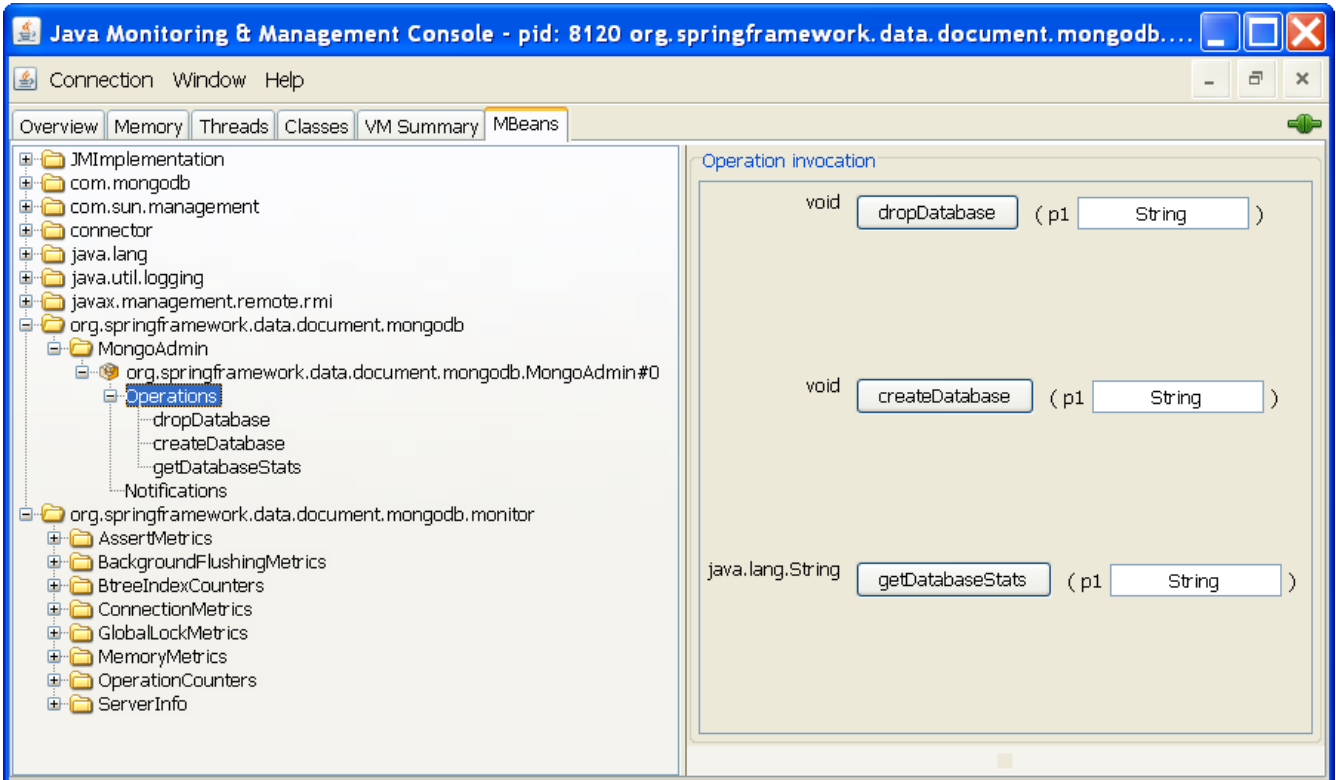 Java Monitoring & Management Console - pid: 8120 org.springframework.data.document.mongodb....
Connection Window Help
Overview Memory Threads Classes VM Summary MBeans
JMImplementation
com.mongodb
com.sun.management
connector
java.lang
java.util.logging
javax.management.remote.rmi
org.springframework.data.document.mongodb
MongoAdmin
org.springframework.data.document.mongodb.MongoAdmin#0
Operations
dropDatabase
createDatabase
getDatabaseStats
Notifications
org.springframework.data.document.mongodb.monitor
AssertMetrics
BackgroundFlushingMetrics
BtreeIndexCounters
ConnectionMetrics
GlobalLockMetrics
MemoryMetrics
OperationCounters
ServerInfo
Operation invocation
void dropDatabase ( p1 String )
void createDatabase ( p1 String )
java.lang.String getDatabaseStats ( p1 String )